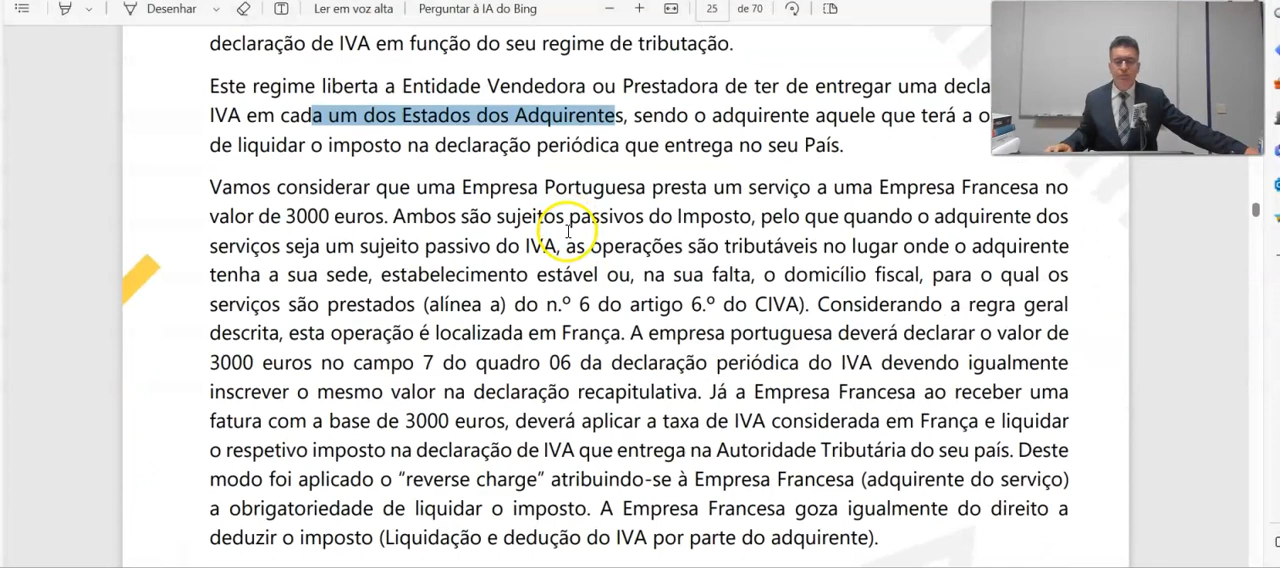 Desenhar
Ler em voz alta
Perguntar à IA do Bing
25
de 70
declaração de IVA em função do seu regime de tributação.
Este regime liberta a Entidade Vendedora ou Prestadora de ter de entregar uma decla
IVA em cada um dos Estados dos Adquirentes, sendo o adquirente aquele que terá a o
de liquidar o imposto na declaração periódica que entrega no seu País.
Vamos considerar que uma Empresa Portuguesa presta um serviço a uma Empresa Francesa no
valor de 3000 euros. Ambos são sujeitos passivos do Imposto, pelo que quando o adquirente dos
serviços seja um sujeito passivo do IVA, as operações são tributáveis no lugar onde o adquirente
tenha a sua sede, estabelecimento estável ou, na sua falta, o domicílio fiscal, para o qual os
serviços são prestados (alínea a) do n.º 6 do artigo 6.º do CIVA). Considerando a regra geral
descrita, esta operação é localizada em França. A empresa portuguesa deverá declarar o valor de
3000 euros no campo 7 do quadro 06 da declaração periódica do IVA devendo igualmente
inscrever o mesmo valor na declaração recapitulativa. Já a Empresa Francesa ao receber uma
fatura com a base de 3000 euros, deverá aplicar a taxa de IVA considerada em França e liquidar
o respetivo imposto na declaração de IVA que entrega na Autoridade Tributária do seu país. Deste
modo foi aplicado o “reverse charge” atribuindo-se à Empresa Francesa (adquirente do serviço)
a obrigatoriedade de liquidar o imposto. A Empresa Francesa goza igualmente do direito a
deduzir o imposto (Liquidação e dedução do IVA por parte do adquirente).